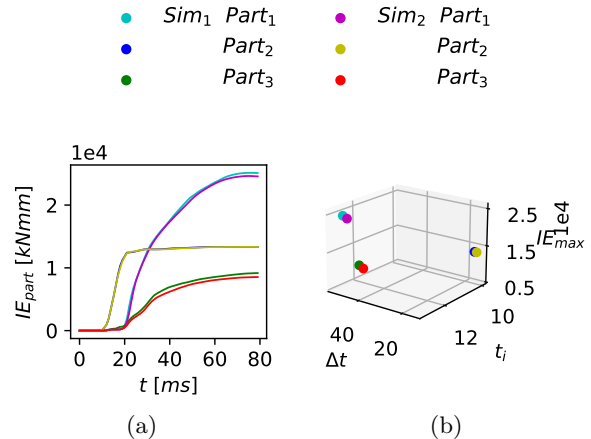 Sim₁ Part₁ Sim₂ Part₁
Part₂ Part₂
Part₃ Part₃
1e4
2
1
0
IE_part [kNmm]
0 20 40 60 80
t [ms]
(a)
2.5
1.5
0.5
1e4
IE_max
40 20
Δt
12 10
t_i
(b)